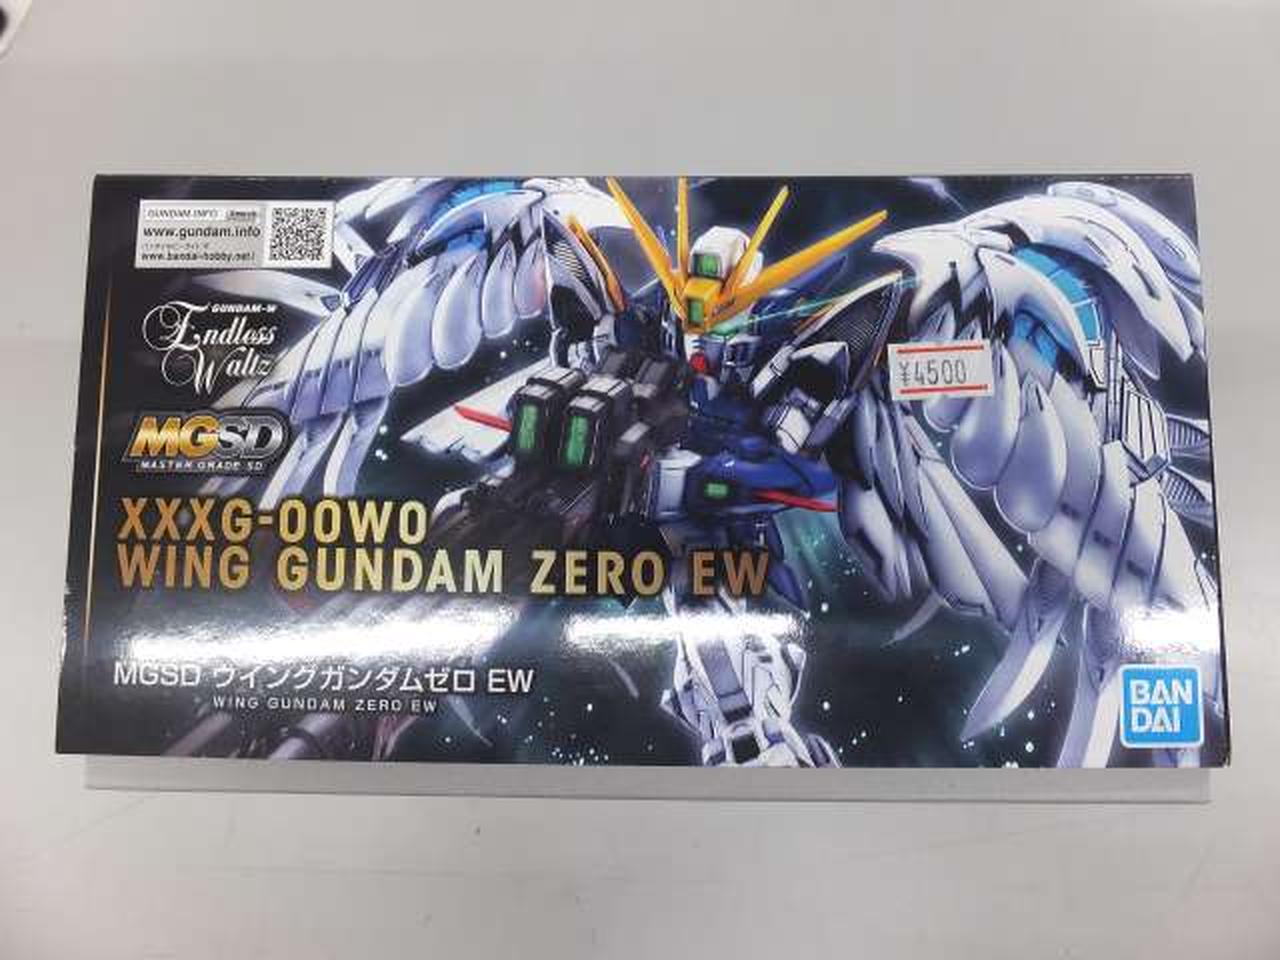 GUNDAM.INFO
www.gundam.info
www.bandai-hobby.net/
GUNDAM-W
Endless
Waltz
¥4500
MGSD
MASTER GRADE SD
XXXG-00W0
WING GUNDAM ZERO EW
MGSD ウイングガンダムゼロ EW
WING GUNDAM ZERO EW
BAN
DAI